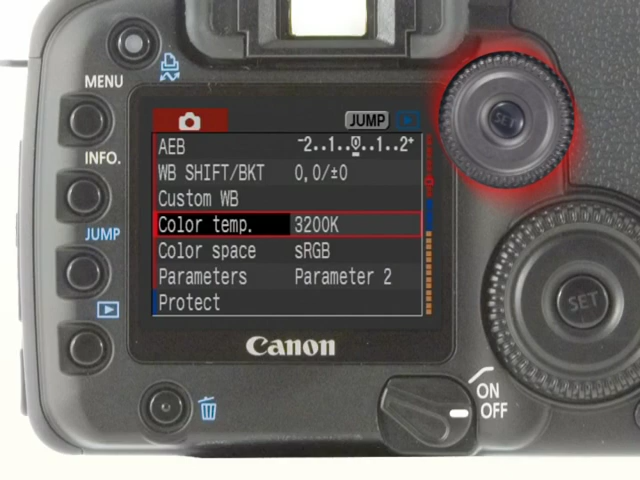 MENU
INFO.
JUMP
JUMP
AEB -2..1..0..1..2+
WB SHIFT/BKT 0,0/±0
Custom WB
Color temp. 3200K
Color space sRGB
Parameters Parameter 2
Protect
Canon
SET
SET
ON
OFF